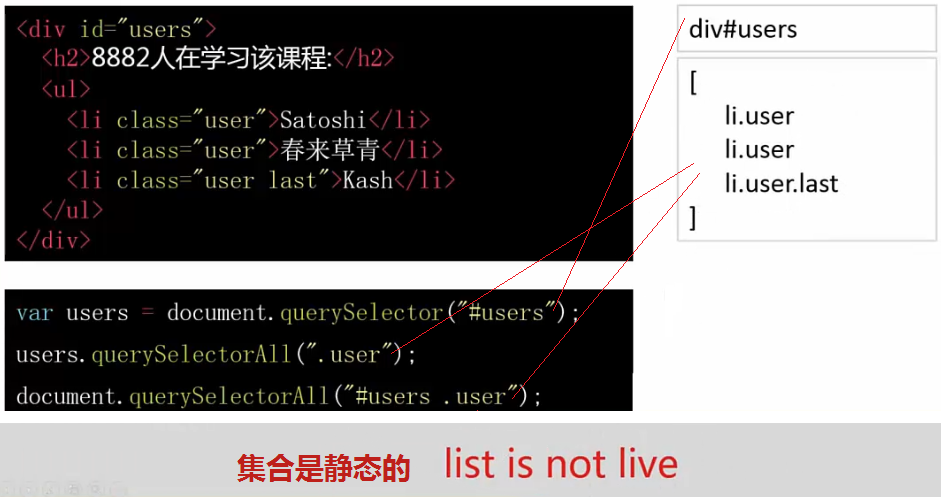 <div id="users">
<h2>8882人在学习该课程:</h2>
<ul>
<li class="user">Satoshi</li>
<li class="user">春来草青</li>
<li class="user last">Kash</li>
</ul>
</div>
var users = document.querySelector("#users");
users.querySelectorAll(".user");
document.querySelectorAll("#users .user");
div#users
[
li.user
li.user
li.user.last
]
集合是静态的 list is not live